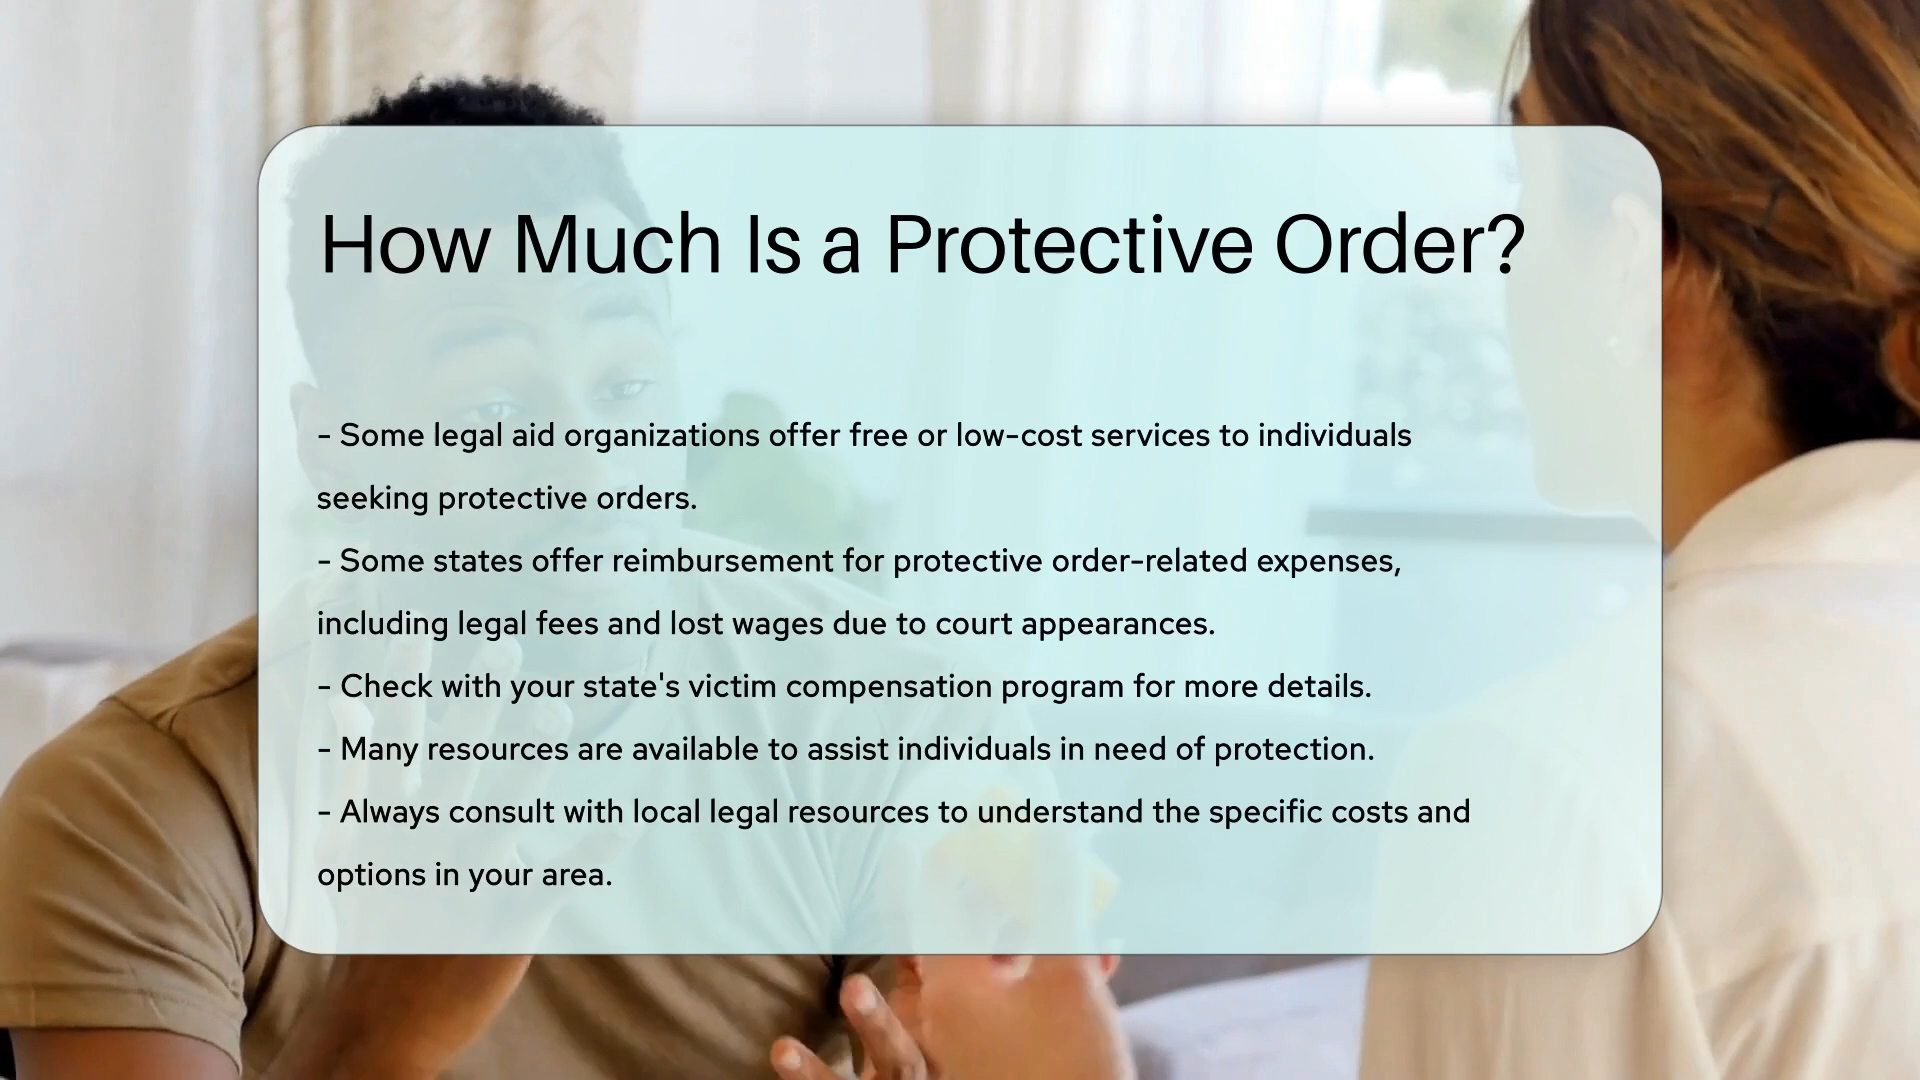 How Much Is a Protective Order?
- Some legal aid organizations offer free or low-cost services to individuals
seeking protective orders.
- Some states offer reimbursement for protective order-related expenses,
including legal fees and lost wages due to court appearances.
- Check with your state's victim compensation program for more details.
- Many resources are available to assist individuals in need of protection.
- Always consult with local legal resources to understand the specific costs and
options in your area.